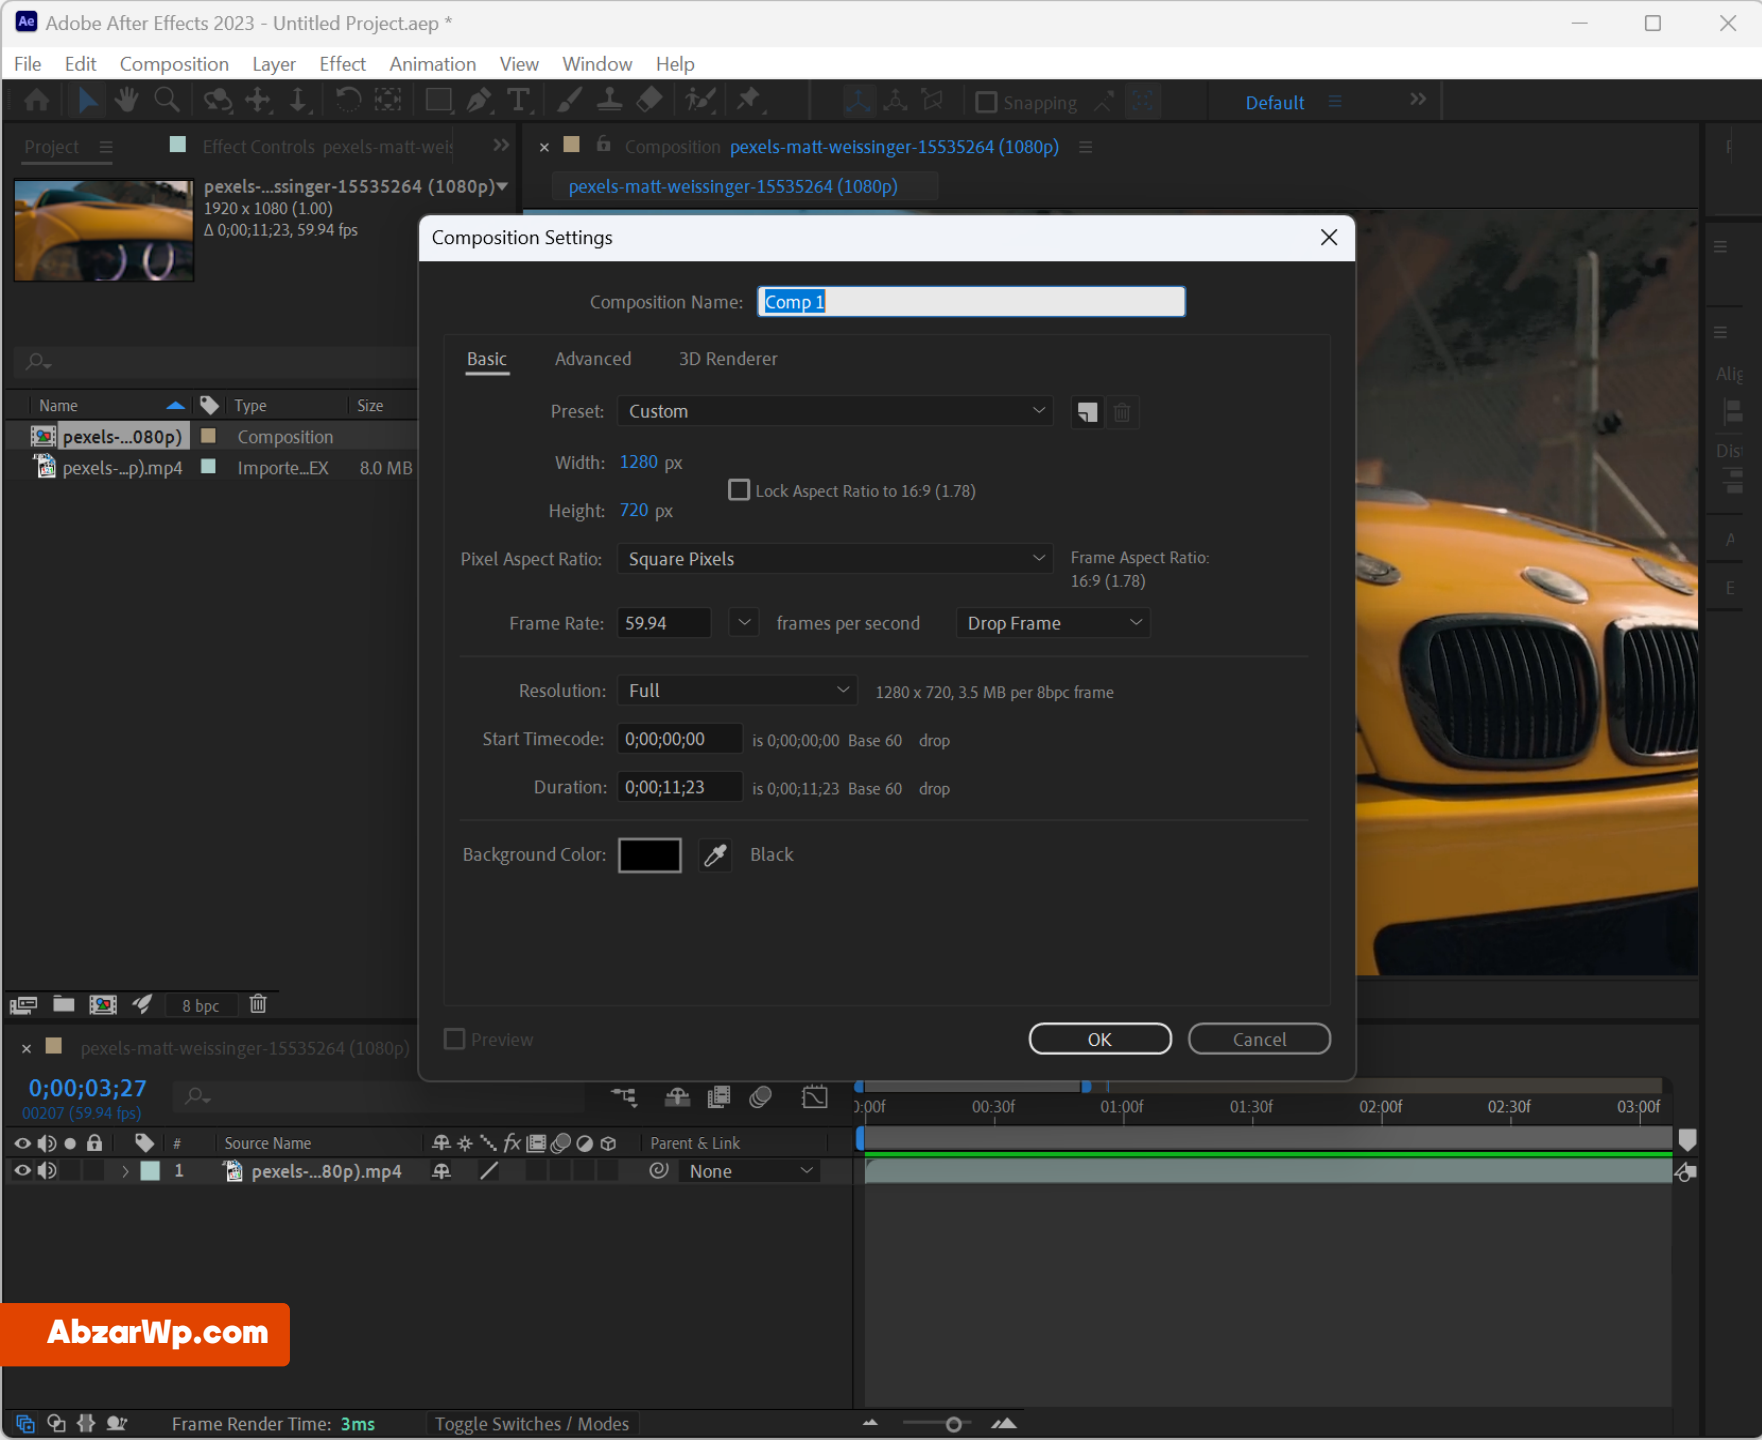 Ae Adobe After Effects 2023 - Untitled Project.aep *
File Edit Composition Layer Effect Animation View Window Help
Snapping Default
Project Effect Controls pexels-matt-weis
Composition pexels-matt-weissinger-15535264 (1080p)
pexels-matt-weissinger-15535264 (1080p)
pexels-...ssinger-15535264 (1080p)
1920 x 1080 (1.00)
Δ 0;00;11;23, 59.94 fps
Name Type Size
pexels-...080p) Composition
pexels-...p).mp4 Importe...EX 8.0 MB
8 bpc
Composition Settings
Composition Name: Comp 1
Basic Advanced 3D Renderer
Preset: Custom
Width: 1280 px
Lock Aspect Ratio to 16:9 (1.78)
Height: 720 px
Pixel Aspect Ratio: Square Pixels
Frame Aspect Ratio:
16:9 (1.78)
Frame Rate: 59.94 frames per second Drop Frame
Resolution: Full 1280 x 720, 3.5 MB per 8bpc frame
Start Timecode: 0;00;00;00 is 0;00;00;00 Base 60 drop
Duration: 0;00;11;23 is 0;00;11;23 Base 60 drop
Background Color: Black
Preview OK Cancel
Alig
Dis
A
E
pexels-matt-weissinger-15535264 (1080p)
0;00;03;27
00207 (59.94 fps)
0:00f 00:30f 01:00f 01:30f 02:00f 02:30f 03:00f
# Source Name fx Parent & Link
1 pexels-...80p).mp4 None
AbzarWp.com
Frame Render Time: 3ms Toggle Switches / Modes